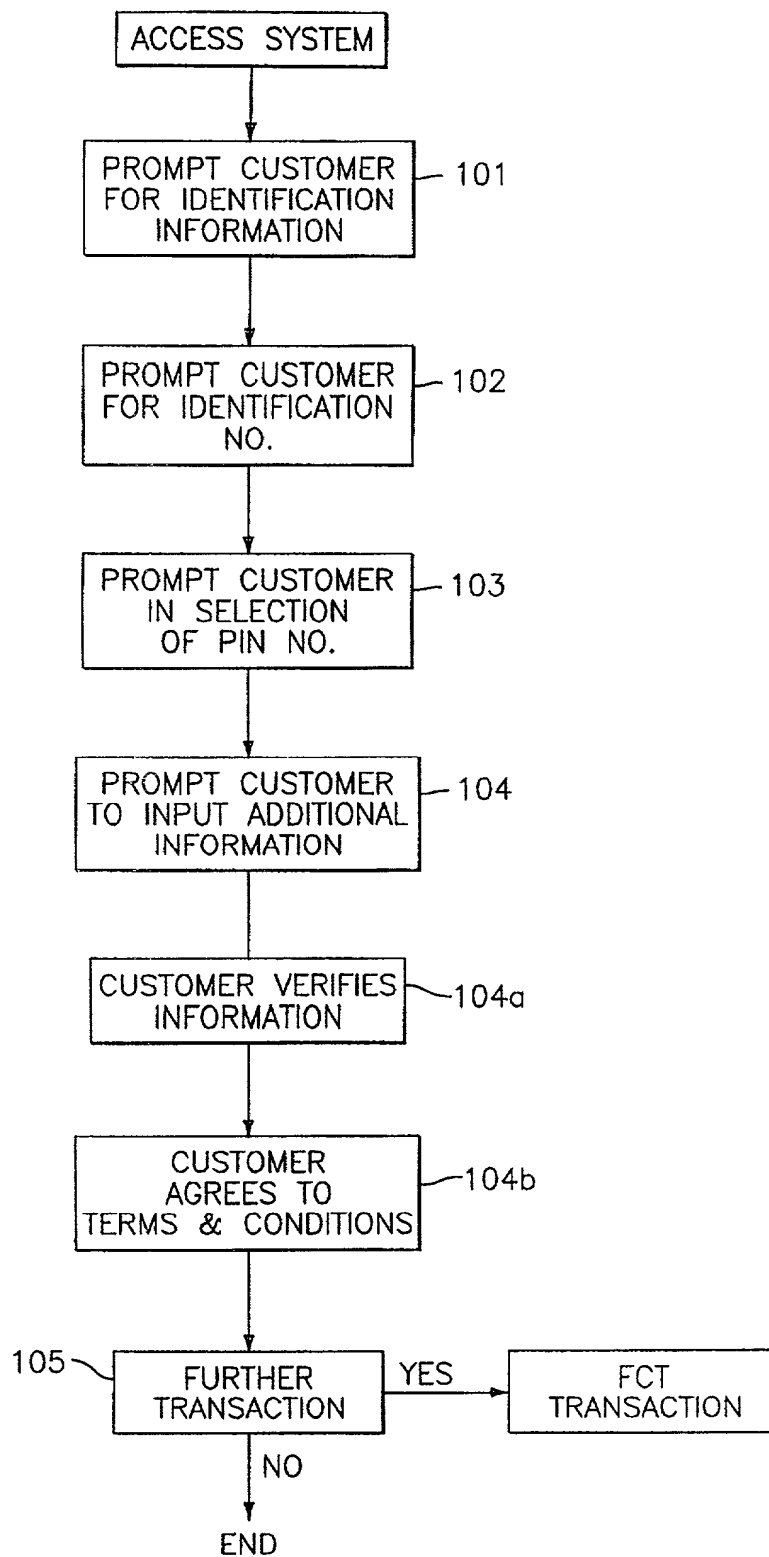 ACCESS SYSTEM
PROMPT CUSTOMER
FOR IDENTIFICATION
INFORMATION
101
PROMPT CUSTOMER
FOR IDENTIFICATION
NO.
102
PROMPT CUSTOMER
IN SELECTION
OF PIN NO.
103
PROMPT CUSTOMER
TO INPUT ADDITIONAL
INFORMATION
104
CUSTOMER VERIFIES
INFORMATION
104a
CUSTOMER
AGREES TO
TERMS & CONDITIONS
104b
105
FURTHER
TRANSACTION
YES
FCT
TRANSACTION
NO
END